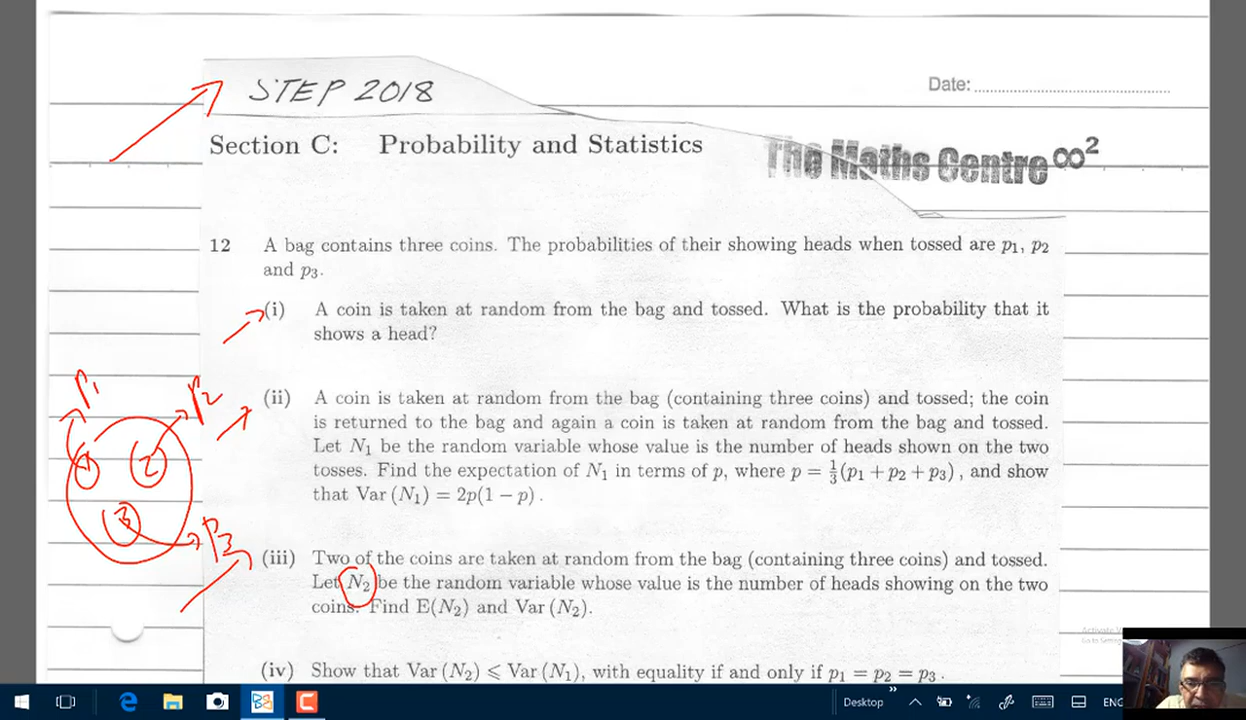 STEP 2018
Date:
Section C: Probability and Statistics
The Maths Centre ∞²
12 A bag contains three coins. The probabilities of their showing heads when tossed are p₁, p₂
and p₃.
(i) A coin is taken at random from the bag and tossed. What is the probability that it
shows a head?
p₁
p₂
(ii) A coin is taken at random from the bag (containing three coins) and tossed; the coin
is returned to the bag and again a coin is taken at random from the bag and tossed.
Let N₁ be the random variable whose value is the number of heads shown on the two
tosses. Find the expectation of N₁ in terms of p, where p = ⅓(p₁ + p₂ + p₃), and show
that Var (N₁) = 2p(1 − p).
1
2
3
p₃
(iii) Two of the coins are taken at random from the bag (containing three coins) and tossed.
Let N₂ be the random variable whose value is the number of heads showing on the two
coins. Find E(N₂) and Var (N₂).
(iv) Show that Var (N₂) ⩽ Var (N₁), with equality if and only if p₁ = p₂ = p₃.
Desktop
ENG